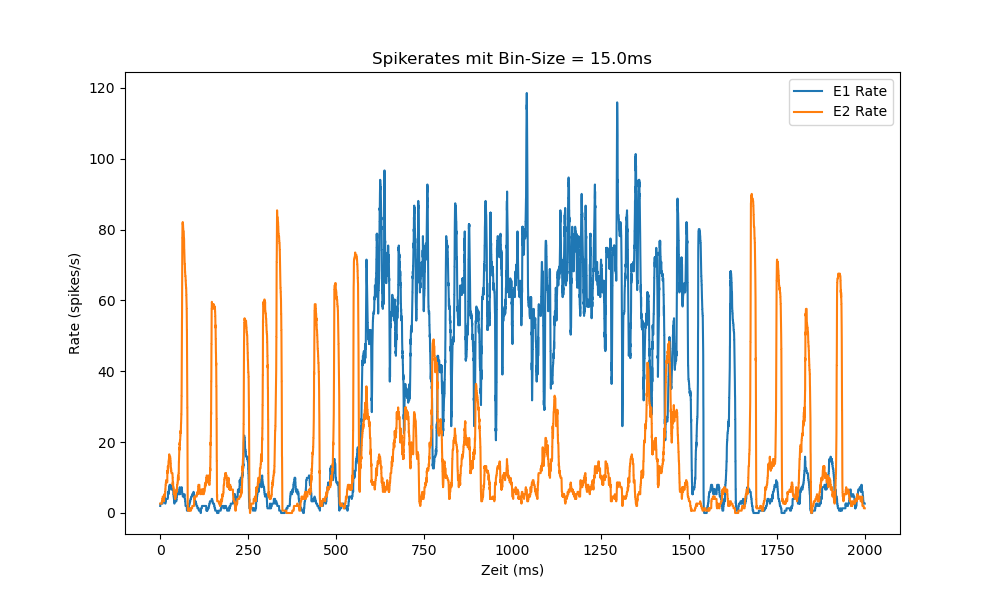 Spikerates mit Bin-Size = 15.0ms
E1 Rate
E2 Rate
Rate (spikes/s)
120
100
80
60
40
20
0
0 250 500 750 1000 1250 1500 1750 2000
Zeit (ms)